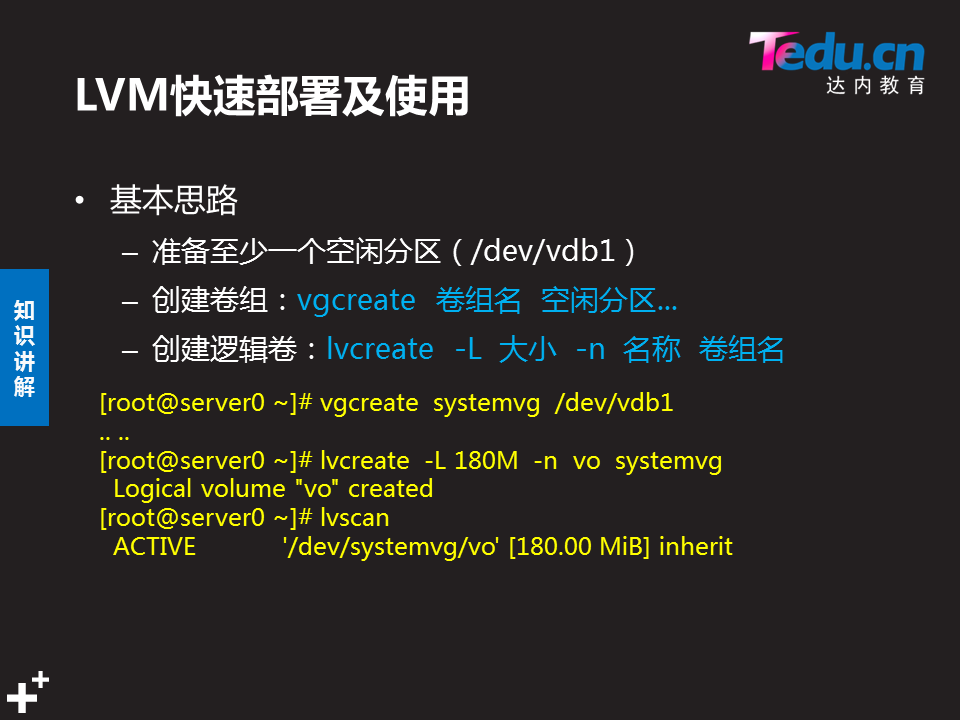 Tedu.cn
达内教育
LVM快速部署及使用
• 基本思路
– 准备至少一个空闲分区（/dev/vdb1）
– 创建卷组：vgcreate 卷组名 空闲分区...
– 创建逻辑卷：lvcreate -L 大小 -n 名称 卷组名
知识讲解
[root@server0 ~]# vgcreate systemvg /dev/vdb1
.. ..
[root@server0 ~]# lvcreate -L 180M -n vo systemvg
Logical volume "vo" created
[root@server0 ~]# lvscan
ACTIVE '/dev/systemvg/vo' [180.00 MiB] inherit